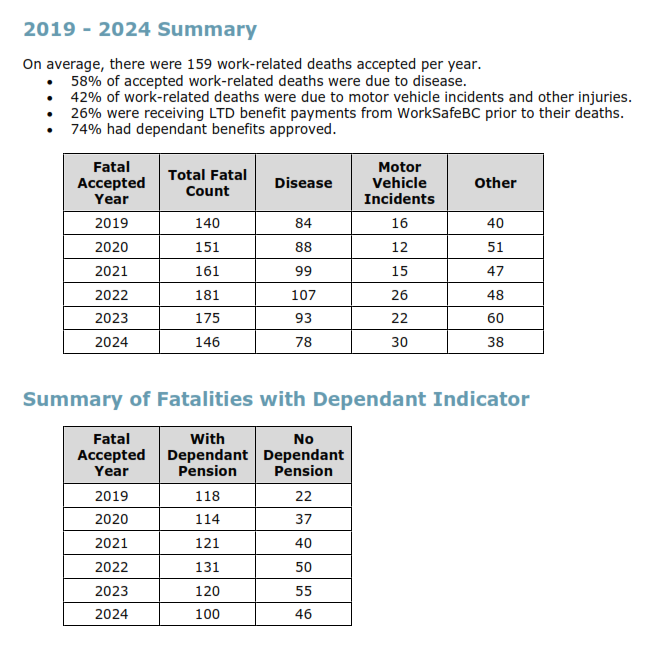 2019 - 2024 Summary
On average, there were 159 work-related deaths accepted per year.
• 58% of accepted work-related deaths were due to disease.
• 42% of work-related deaths were due to motor vehicle incidents and other injuries.
• 26% were receiving LTD benefit payments from WorkSafeBC prior to their deaths.
• 74% had dependant benefits approved.
Fatal Accepted Year Total Fatal Count Disease Motor Vehicle Incidents Other
2019 140 84 16 40
2020 151 88 12 51
2021 161 99 15 47
2022 181 107 26 48
2023 175 93 22 60
2024 146 78 30 38
Summary of Fatalities with Dependant Indicator
Fatal Accepted Year With Dependant Pension No Dependant Pension
2019 118 22
2020 114 37
2021 121 40
2022 131 50
2023 120 55
2024 100 46